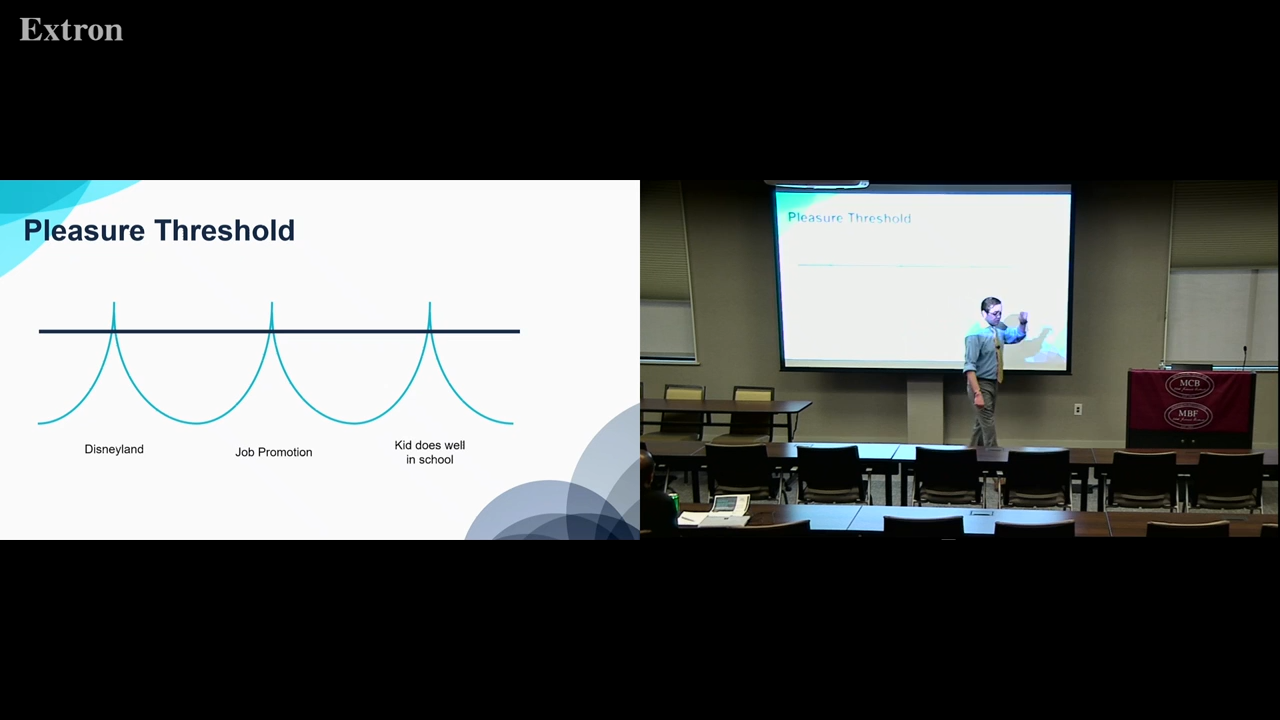 Extron
Pleasure Threshold
Disneyland
Job Promotion
Kid does well
in school
Pleasure Threshold
MCB
MBF